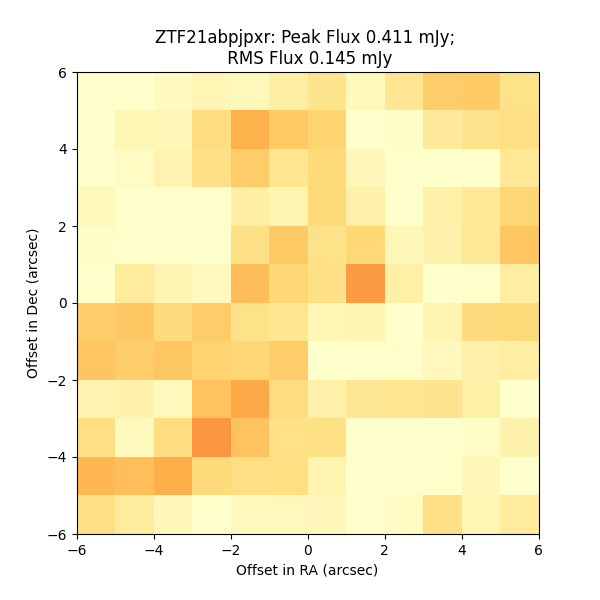 ZTF21abpjpxr: Peak Flux 0.411 mJy;
RMS Flux 0.145 mJy
6
4
2
0
−2
−4
−6
Offset in Dec (arcsec)
−6 −4 −2 0 2 4 6
Offset in RA (arcsec)